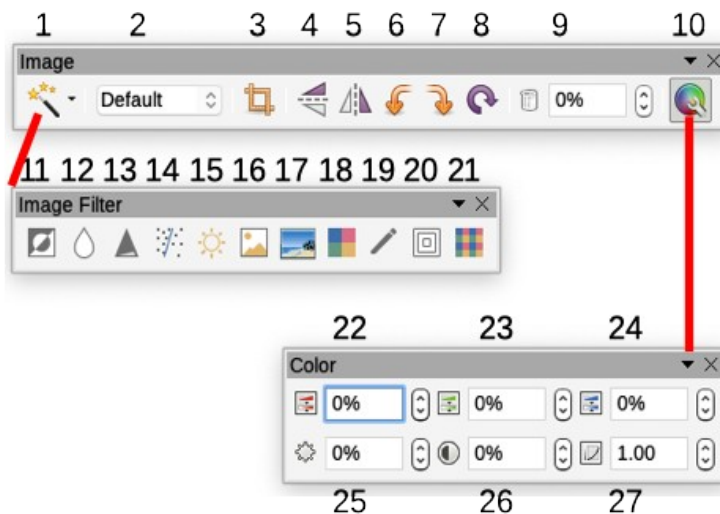 1 2 3 4 5 6 7 8 9 10
Image
Default 0%
11 12 13 14 15 16 17 18 19 20 21
Image Filter
22 23 24
Color
0% 0% 0%
0% 0% 1.00
25 26 27